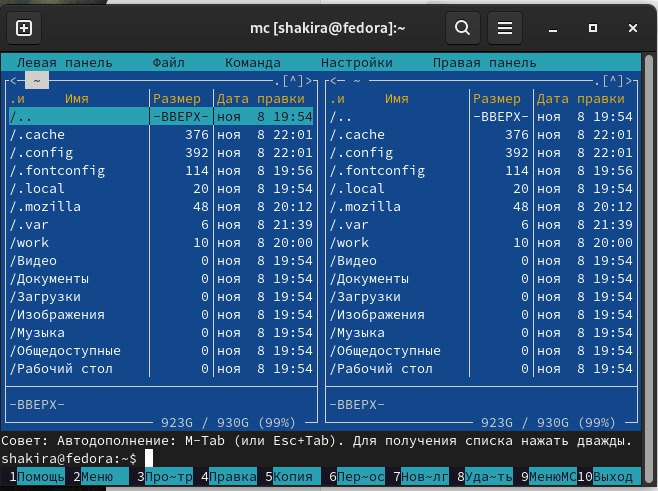 mc [shakira@fedora]:~
Левая панель Файл Команда Настройки Правая панель
<— ~ .[^]> <— ~ .[^]>
.и Имя Размер Дата правки .и Имя Размер Дата правки
/.. -ВВЕРХ- ноя 8 19:54 /.. -ВВЕРХ- ноя 8 19:54
/.cache 376 ноя 8 22:01 /.cache 376 ноя 8 22:01
/.config 392 ноя 8 22:01 /.config 392 ноя 8 22:01
/.fontconfig 114 ноя 8 19:56 /.fontconfig 114 ноя 8 19:56
/.local 20 ноя 8 19:54 /.local 20 ноя 8 19:54
/.mozilla 48 ноя 8 20:12 /.mozilla 48 ноя 8 20:12
/.var 6 ноя 8 21:39 /.var 6 ноя 8 21:39
/work 10 ноя 8 20:00 /work 10 ноя 8 20:00
/Видео 0 ноя 8 19:54 /Видео 0 ноя 8 19:54
/Документы 0 ноя 8 19:54 /Документы 0 ноя 8 19:54
/Загрузки 0 ноя 8 19:54 /Загрузки 0 ноя 8 19:54
/Изображения 0 ноя 8 19:54 /Изображения 0 ноя 8 19:54
/Музыка 0 ноя 8 19:54 /Музыка 0 ноя 8 19:54
/Общедоступные 0 ноя 8 19:54 /Общедоступные 0 ноя 8 19:54
/Рабочий стол 0 ноя 8 19:54 /Рабочий стол 0 ноя 8 19:54
-ВВЕРХ- -ВВЕРХ-
923G / 930G (99%) 923G / 930G (99%)
Совет: Автодополнение: M-Tab (или Esc+Tab). Для получения списка нажать дважды.
shakira@fedora:~$
1Помощь 2Меню 3Про~тр 4Правка 5Копия 6Пер~ос 7Нов~лг 8Уда~ть 9МенюMC 10Выход